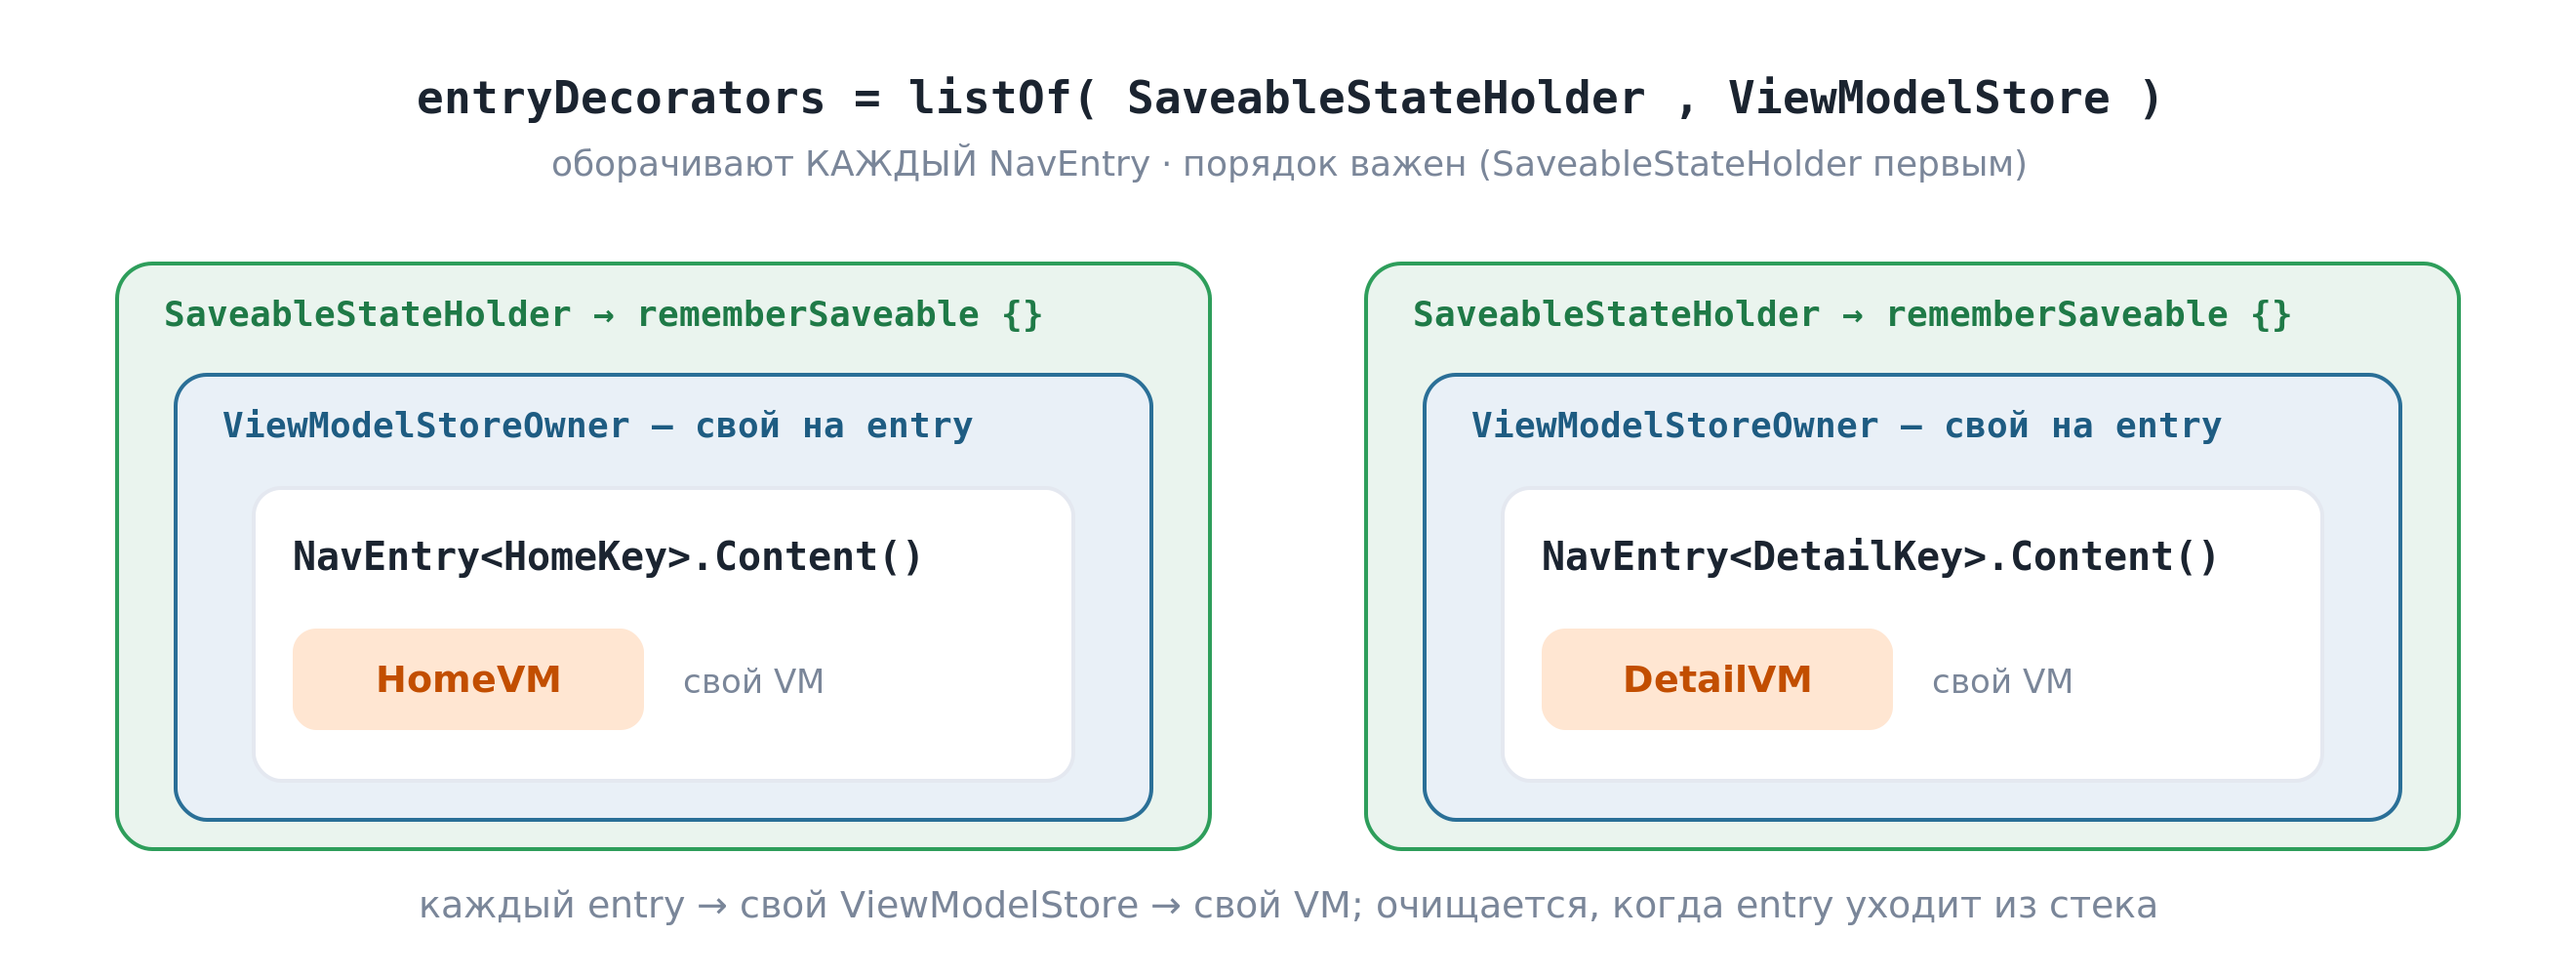 entryDecorators = listOf( SaveableStateHolder , ViewModelStore )
оборачивают КАЖДЫЙ NavEntry · порядок важен (SaveableStateHolder первым)
SaveableStateHolder → rememberSaveable {}
ViewModelStoreOwner — свой на entry
NavEntry<HomeKey>.Content()
HomeVM свой VM
SaveableStateHolder → rememberSaveable {}
ViewModelStoreOwner — свой на entry
NavEntry<DetailKey>.Content()
DetailVM свой VM
каждый entry → свой ViewModelStore → свой VM; очищается, когда entry уходит из стека